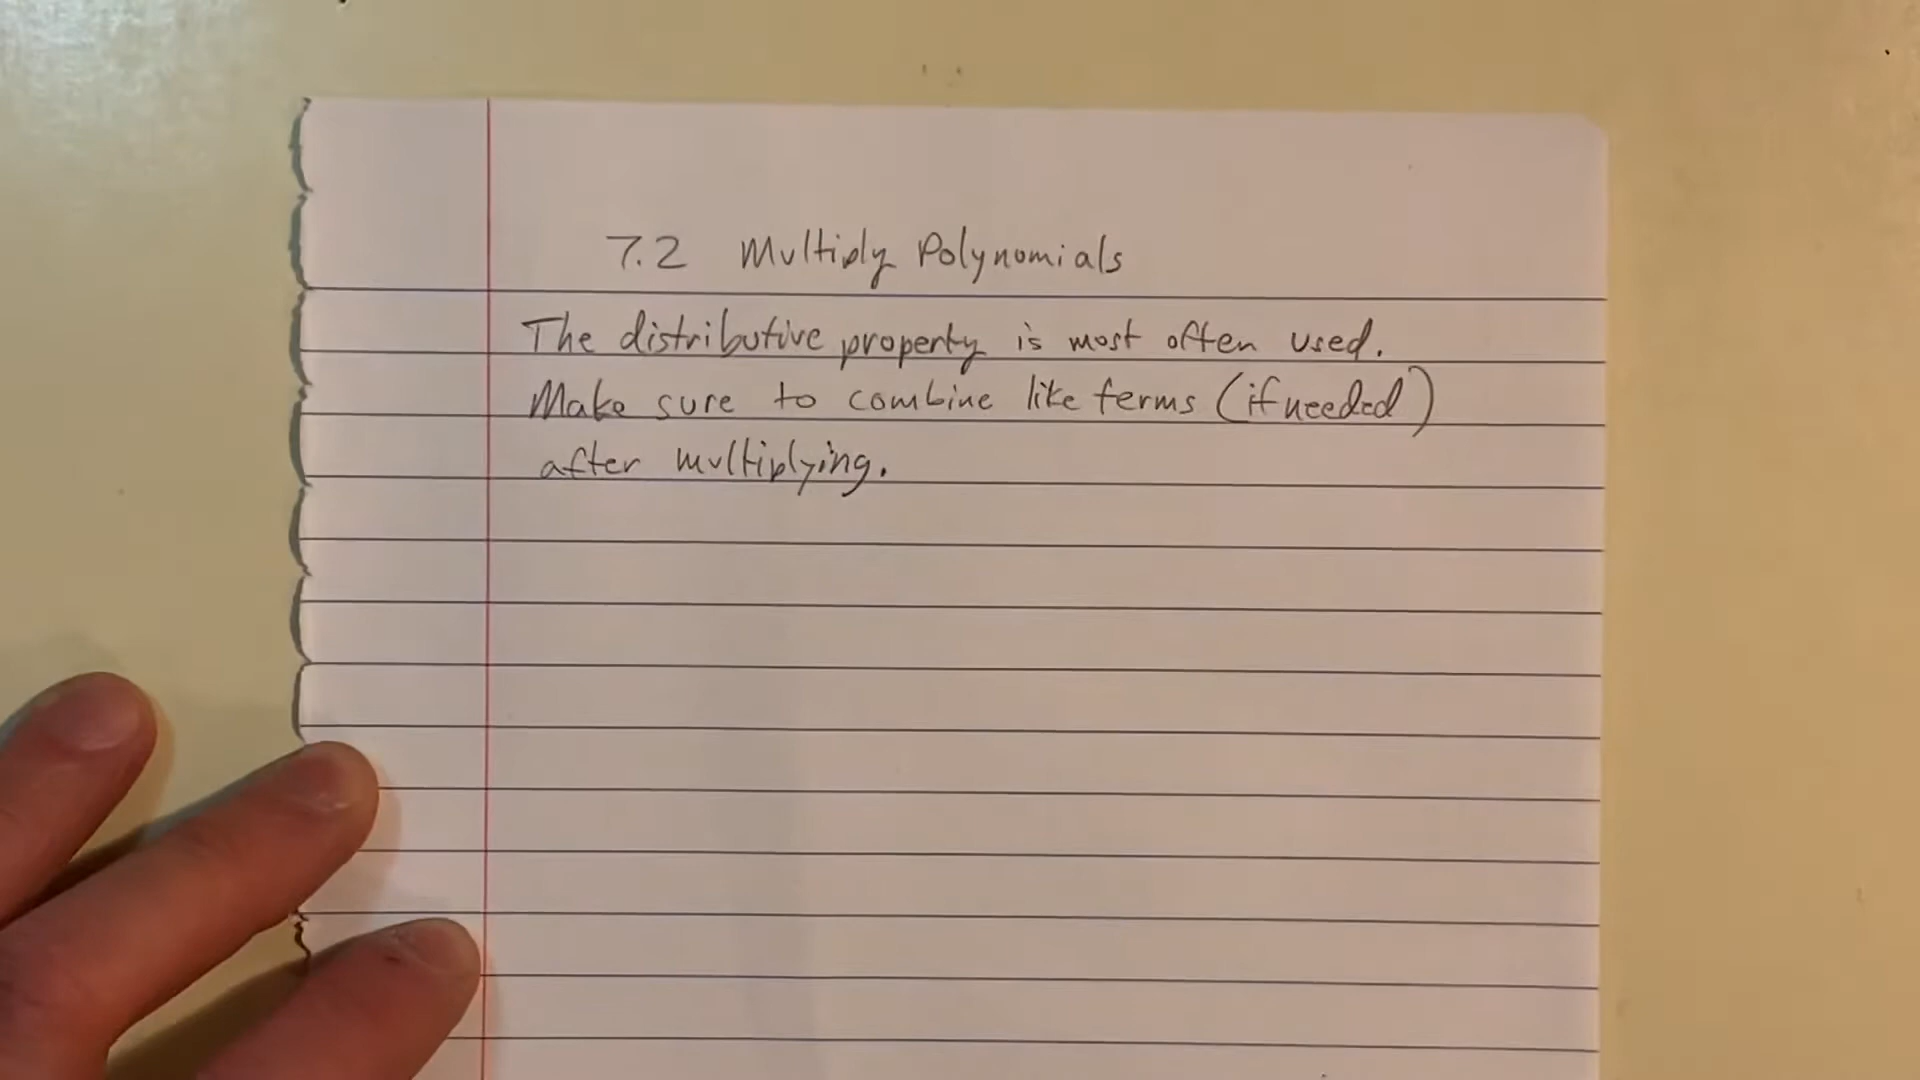 7.2 Multiply Polynomials
The distributive property is most often used.
Make sure to combine like terms (if needed)
after multiplying.